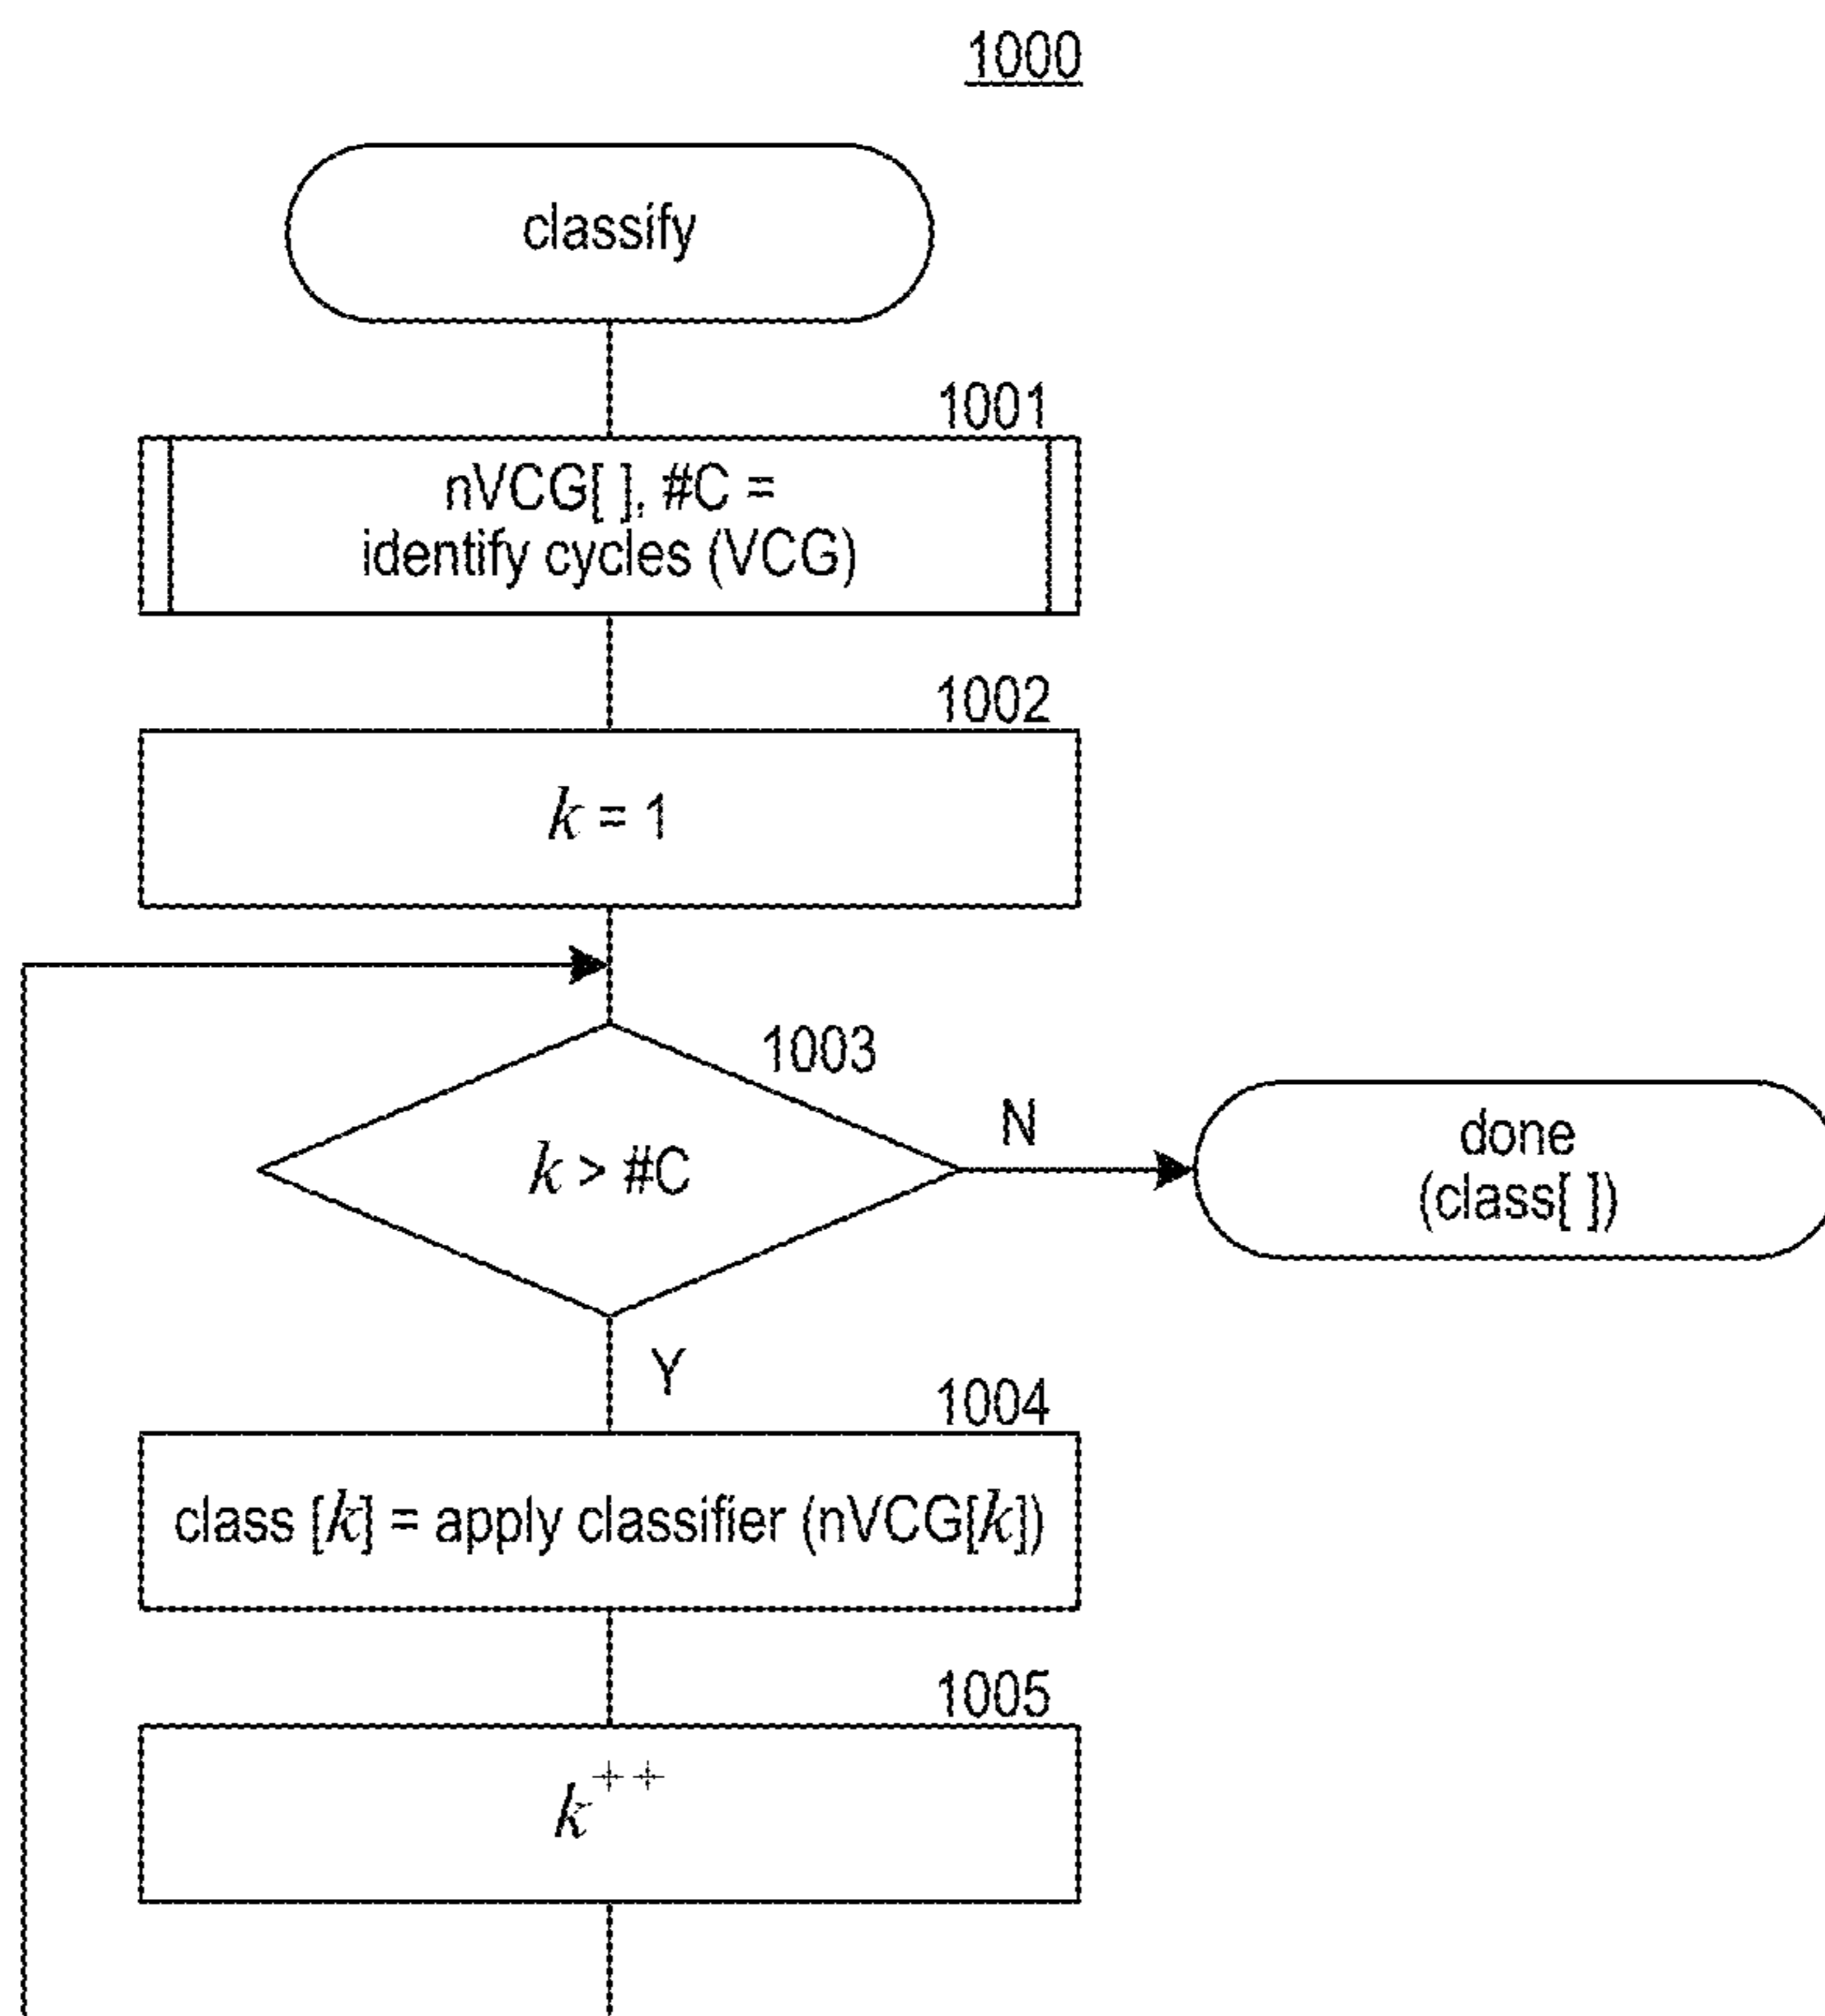 1000
classify
1001
nVCG[ ], #C =
identify cycles (VCG)
1002
k = 1
1003
k > #C
N
done
(class[ ])
Y
1004
class [k] = apply classifier (nVCG[k])
1005
k++